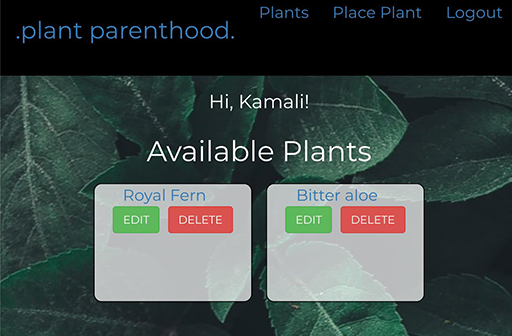 .plant parenthood.
Plants Place Plant Logout
Hi, Kamali!
Available Plants
Royal Fern
EDIT DELETE
Bitter aloe
EDIT DELETE